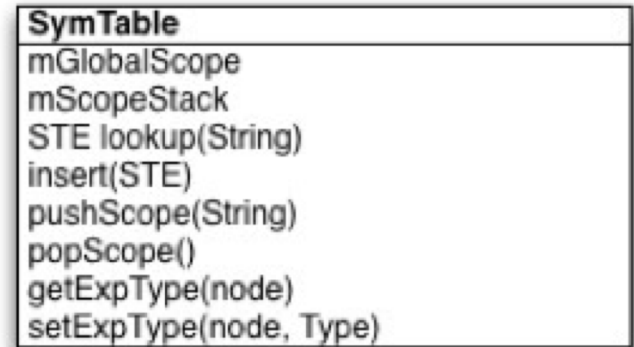 SymTable
mGlobalScope
mScopeStack
STE lookup(String)
insert(STE)
pushScope(String)
popScope()
getExpType(node)
setExpType(node, Type)